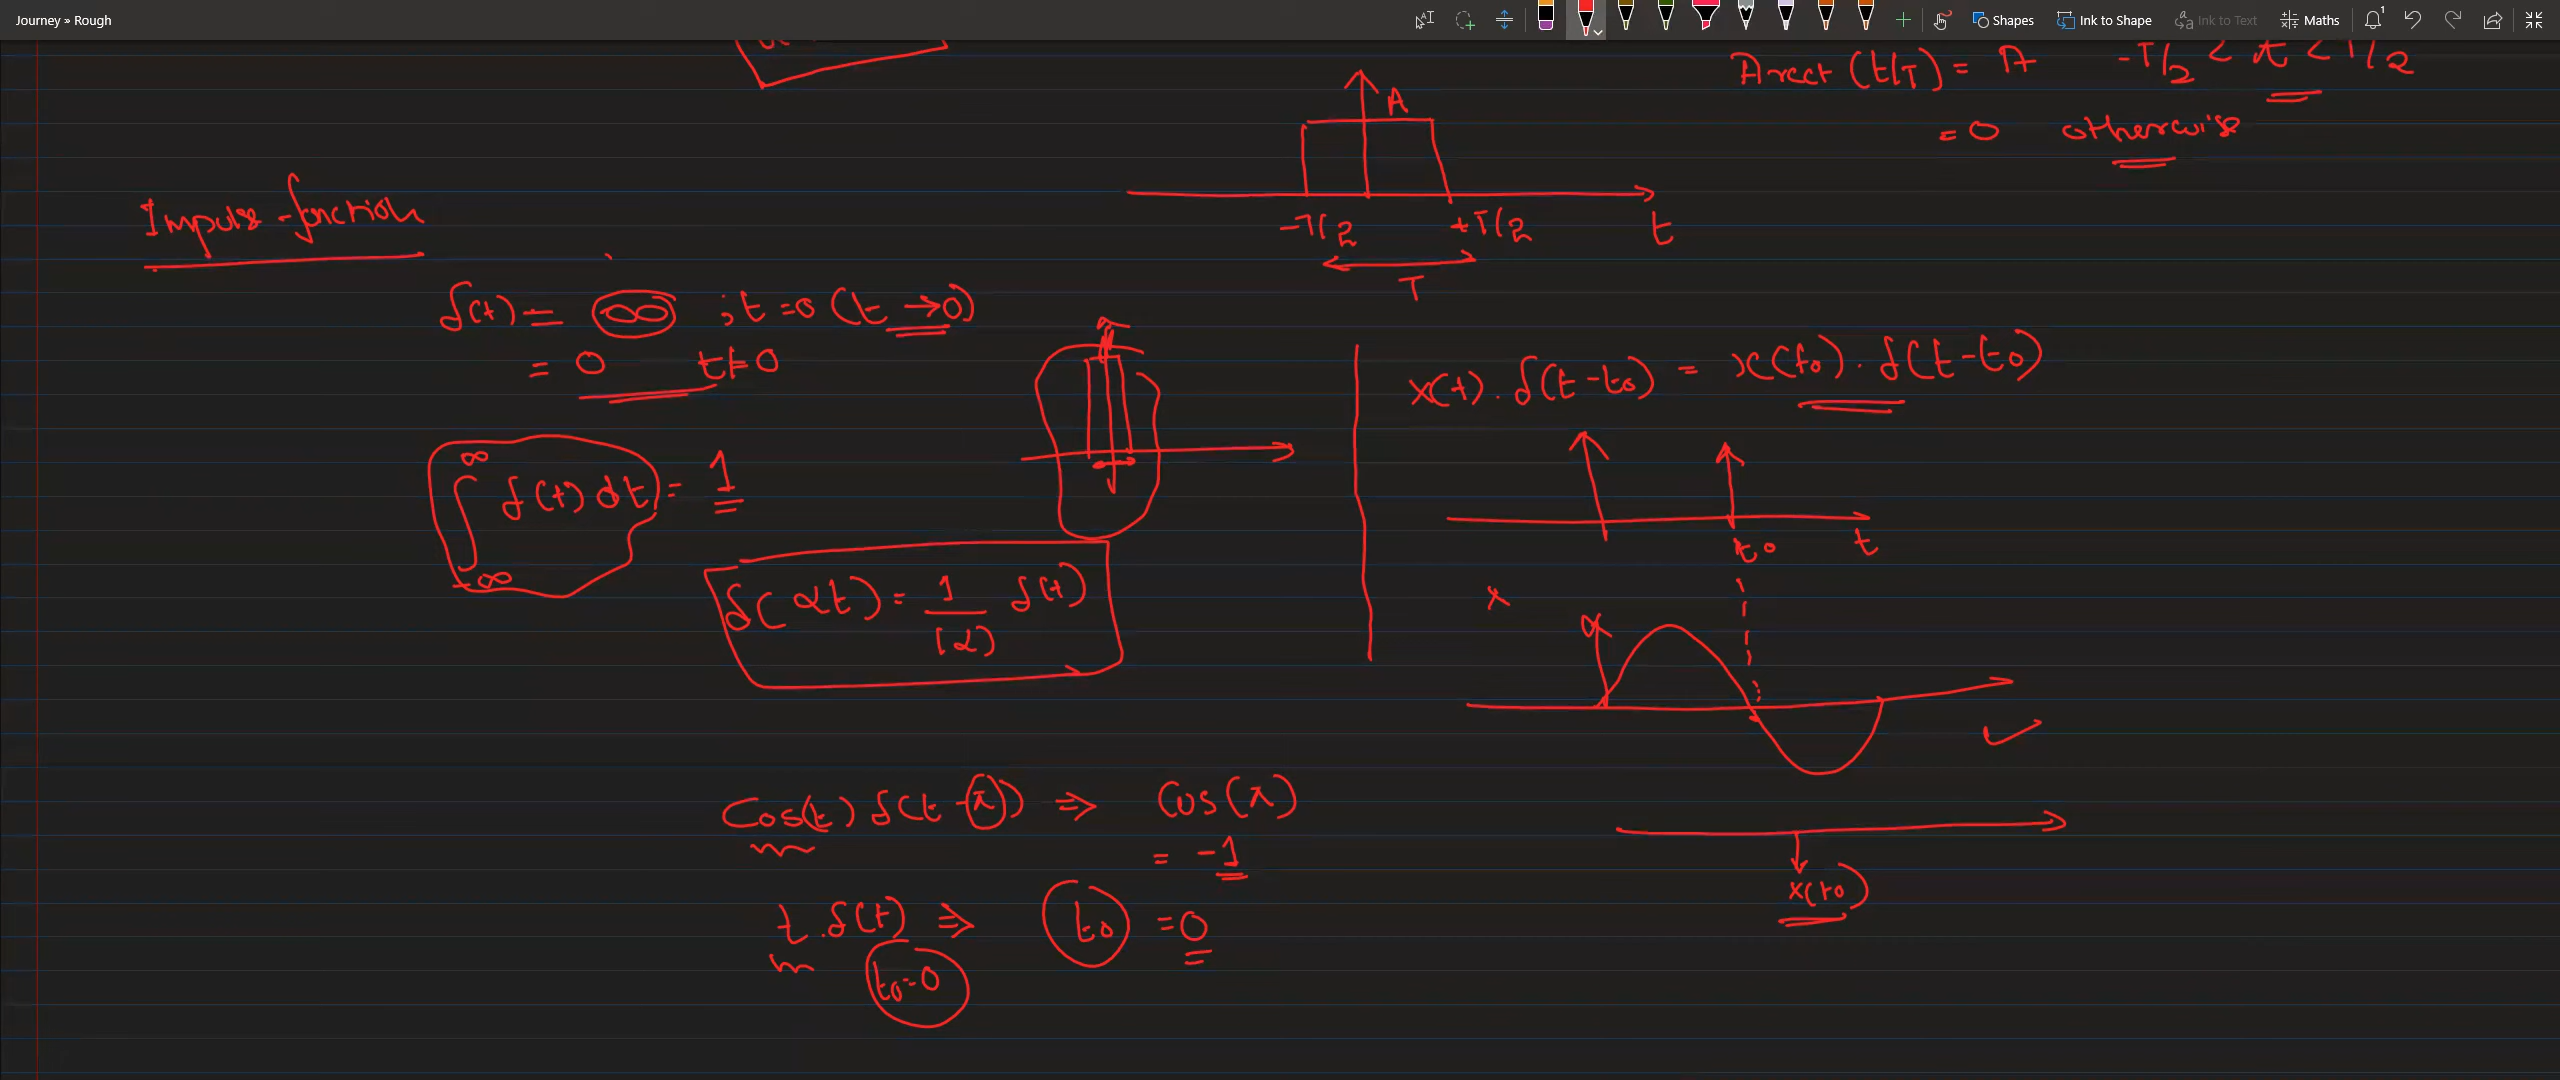 Journey » Rough
Shapes Ink to Shape Ink to Text Maths
A rect (t/T) = A -T/2 < t < T/2
= 0 otherwise
A
-T/2 +T/2 t
T
Impulse function
δ(t) = ∞ ; t = 0 (t → 0)
= 0 t ≠ 0
x(t) . δ(t-t0) = x(t0) . δ(t-t0)
∫ ∞ -∞ δ(t) dt = 1
t0 t
δ(αt) = 1/|α| δ(t)
x
Cos(t) δ(t-π) ⇒ Cos(π)
= -1
x(t0)
t . δ(t) ⇒ t0 = 0
t0=0